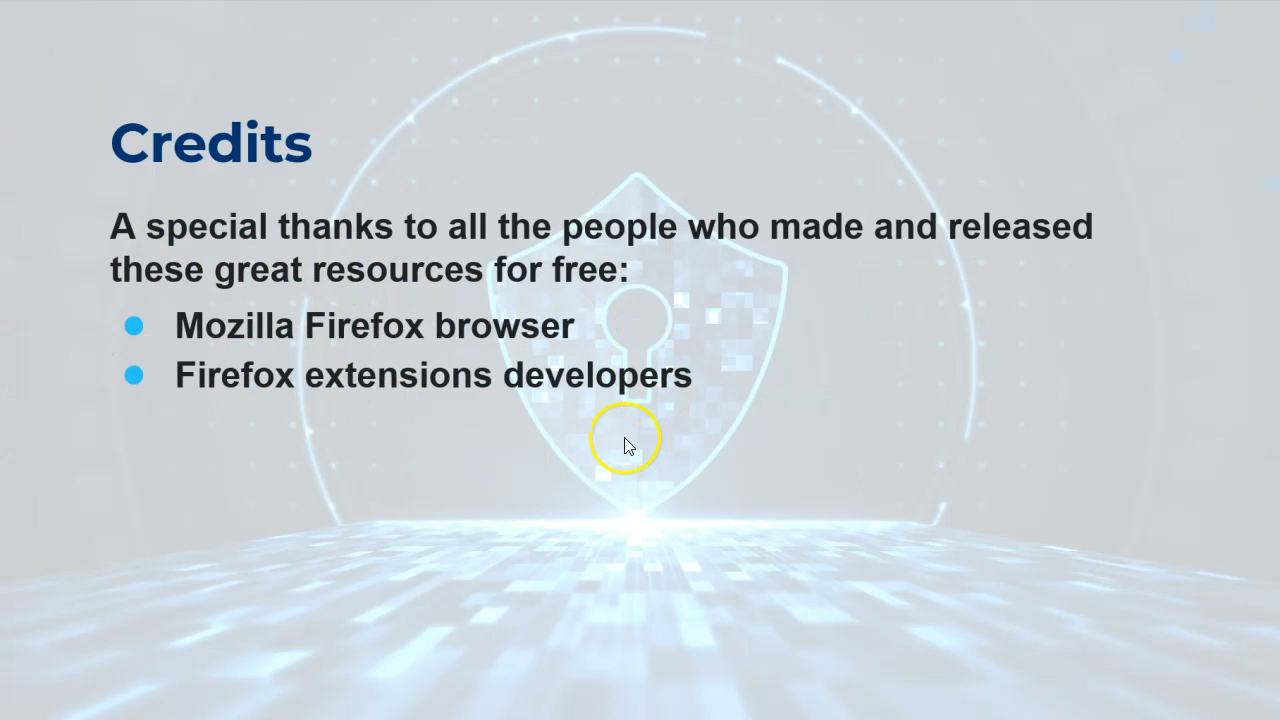 Credits
A special thanks to all the people who made and released
these great resources for free:
Mozilla Firefox browser
Firefox extensions developers